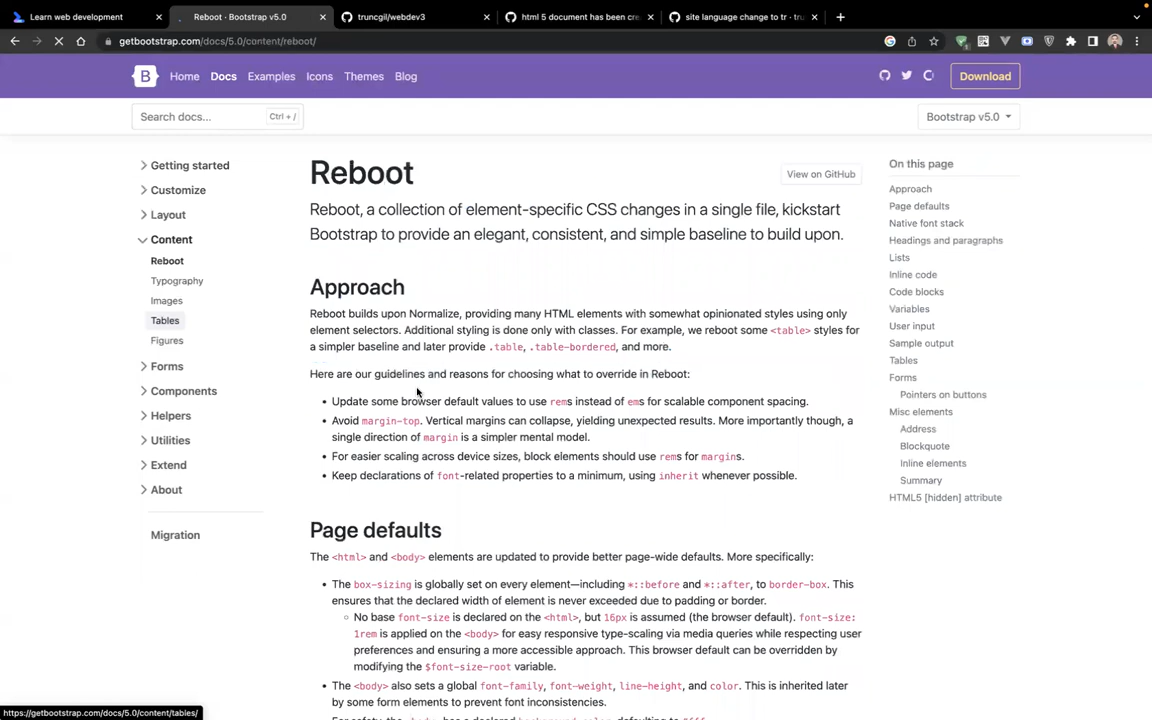 Learn web development
Reboot · Bootstrap v5.0
truncgil/webdev3
html 5 document has been cre
site language change to tr · tru
getbootstrap.com/docs/5.0/content/reboot/
B
Home
Docs
Examples
Icons
Themes
Blog
Download
Search docs...
Ctrl + /
Bootstrap v5.0
Getting started
Customize
Layout
Content
Reboot
Typography
Images
Tables
Figures
Forms
Components
Helpers
Utilities
Extend
About
Migration
Reboot
View on GitHub
Reboot, a collection of element-specific CSS changes in a single file, kickstart
Bootstrap to provide an elegant, consistent, and simple baseline to build upon.
Approach
Reboot builds upon Normalize, providing many HTML elements with somewhat opinionated styles using only
element selectors. Additional styling is done only with classes. For example, we reboot some <table> styles for
a simpler baseline and later provide .table, .table-bordered, and more.
Here are our guidelines and reasons for choosing what to override in Reboot:
• Update some browser default values to use rems instead of ems for scalable component spacing.
• Avoid margin-top. Vertical margins can collapse, yielding unexpected results. More importantly though, a
single direction of margin is a simpler mental model.
• For easier scaling across device sizes, block elements should use rems for margins.
• Keep declarations of font-related properties to a minimum, using inherit whenever possible.
Page defaults
The <html> and <body> elements are updated to provide better page-wide defaults. More specifically:
• The box-sizing is globally set on every element—including *::before and *::after, to border-box. This
ensures that the declared width of element is never exceeded due to padding or border.
◦ No base font-size is declared on the <html>, but 16px is assumed (the browser default). font-size:
1rem is applied on the <body> for easy responsive type-scaling via media queries while respecting user
preferences and ensuring a more accessible approach. This browser default can be overridden by
modifying the $font-size-root variable.
• The <body> also sets a global font-family, font-weight, line-height, and color. This is inherited later
by some form elements to prevent font inconsistencies.
• For safety, the <body> has a declared background-color, defaulting to #fff.
On this page
Approach
Page defaults
Native font stack
Headings and paragraphs
Lists
Inline code
Code blocks
Variables
User input
Sample output
Tables
Forms
Pointers on buttons
Misc elements
Address
Blockquote
Inline elements
Summary
HTML5 [hidden] attribute
https://getbootstrap.com/docs/5.0/content/tables/